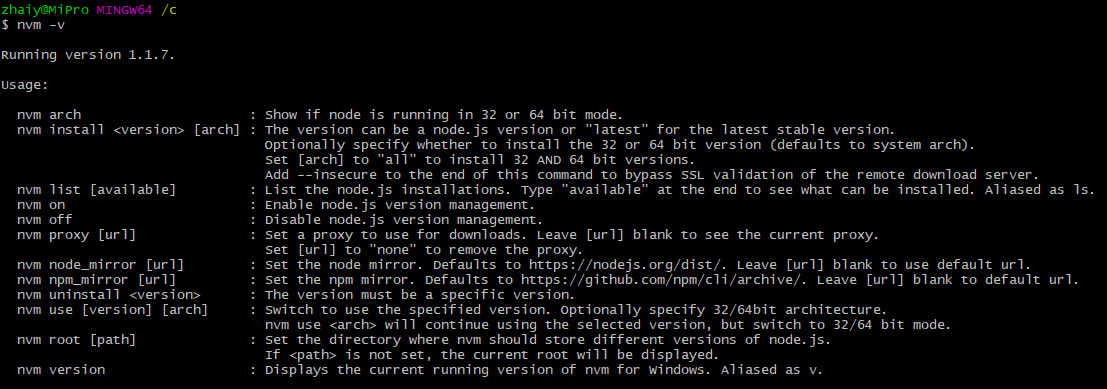 zhaiy@MiPro MINGW64 /c
$ nvm -v
Running version 1.1.7.
Usage:
nvm arch : Show if node is running in 32 or 64 bit mode.
nvm install <version> [arch] : The version can be a node.js version or "latest" for the latest stable version.
Optionally specify whether to install the 32 or 64 bit version (defaults to system arch).
Set [arch] to "all" to install 32 AND 64 bit versions.
Add --insecure to the end of this command to bypass SSL validation of the remote download server.
nvm list [available] : List the node.js installations. Type "available" at the end to see what can be installed. Aliased as ls.
nvm on : Enable node.js version management.
nvm off : Disable node.js version management.
nvm proxy [url] : Set a proxy to use for downloads. Leave [url] blank to see the current proxy.
Set [url] to "none" to remove the proxy.
nvm node_mirror [url] : Set the node mirror. Defaults to https://nodejs.org/dist/. Leave [url] blank to use default url.
nvm npm_mirror [url] : Set the npm mirror. Defaults to https://github.com/npm/cli/archive/. Leave [url] blank to default url.
nvm uninstall <version> : The version must be a specific version.
nvm use [version] [arch] : Switch to use the specified version. Optionally specify 32/64bit architecture.
nvm use <arch> will continue using the selected version, but switch to 32/64 bit mode.
nvm root [path] : Set the directory where nvm should store different versions of node.js.
If <path> is not set, the current root will be displayed.
nvm version : Displays the current running version of nvm for Windows. Aliased as v.